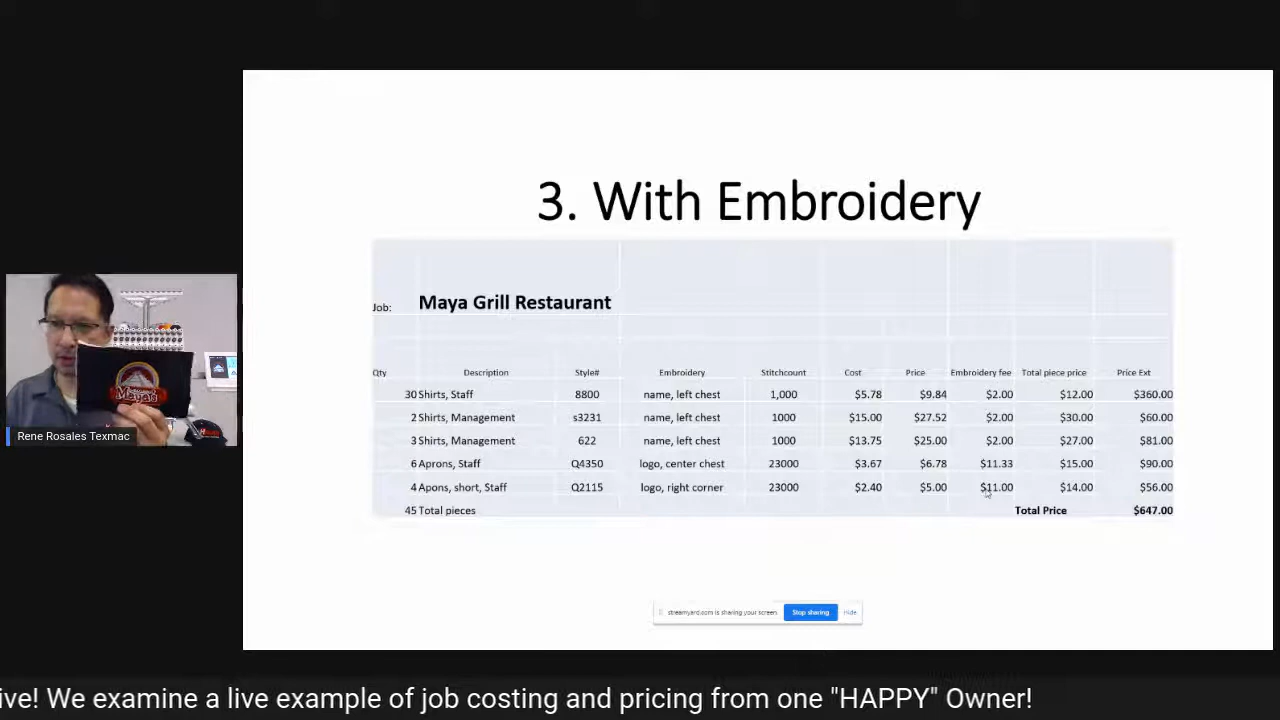 3. With Embroidery
Job: Maya Grill Restaurant
Qty Description Style# Embroidery Stitchcount Cost Price Embroidery fee Total piece price Price Ext
30 Shirts, Staff 8800 name, left chest 1,000 $5.78 $9.84 $2.00 $12.00 $360.00
2 Shirts, Management s3231 name, left chest 1000 $15.00 $27.52 $2.00 $30.00 $60.00
3 Shirts, Management 622 name, left chest 1000 $13.75 $25.00 $2.00 $27.00 $81.00
6 Aprons, Staff Q4350 logo, center chest 23000 $3.67 $6.78 $11.33 $15.00 $90.00
4 Apons, short, Staff Q2115 logo, right corner 23000 $2.40 $5.00 $11.00 $14.00 $56.00
45 Total pieces Total Price $647.00
Mayan
Rene Rosales Texmac
streamyard.com is sharing your screen Stop sharing Hide
ive! We examine a live example of job costing and pricing from one "HAPPY" Owner!